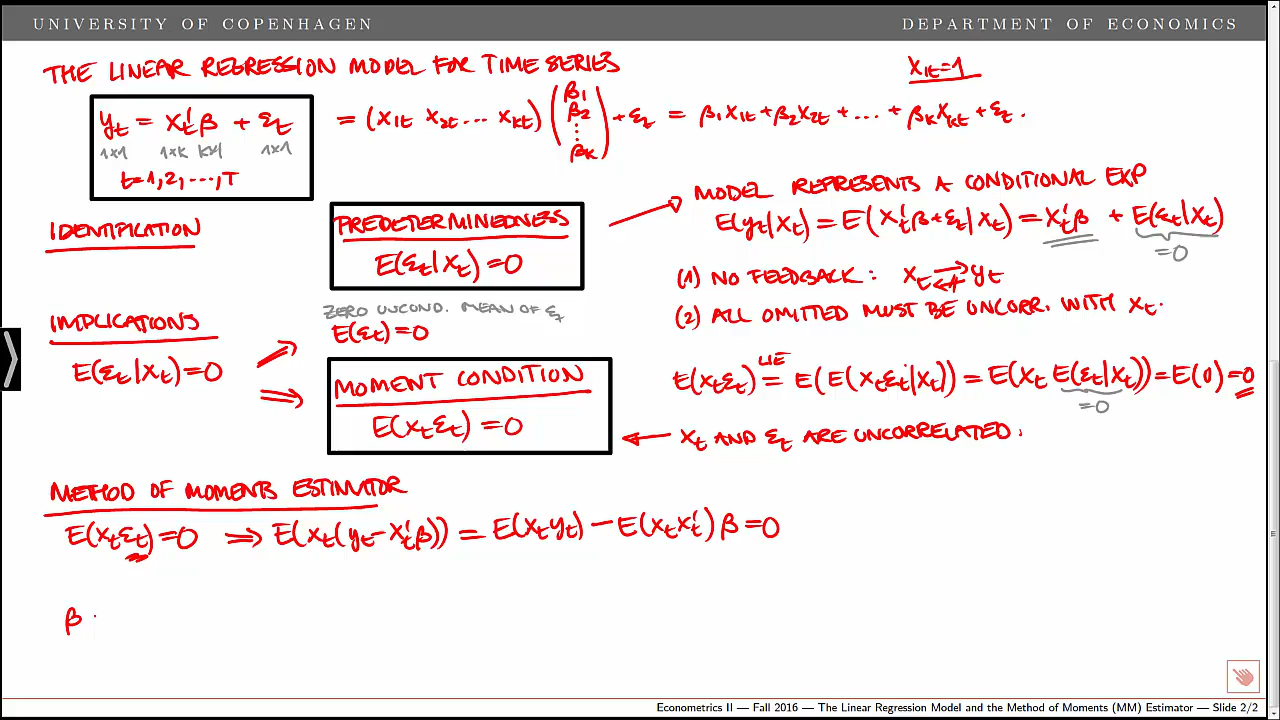 UNIVERSITY OF COPENHAGEN
DEPARTMENT OF ECONOMICS
THE LINEAR REGRESSION MODEL FOR TIME SERIES
x₁ₜ=1
yₜ = xₜ'β + εₜ = (x₁ₜ x₂ₜ ... xₖₜ) (β₁ β₂ ⋮ βₖ) + εₜ = β₁x₁ₜ+β₂x₂ₜ + ... + βₖxₖₜ + εₜ.
1x1 1xK Kx1 1x1
t=1,2,...,T
MODEL REPRESENTS A CONDITIONAL EXP
PREDETERMINEDNESS
E(yₜ|xₜ) = E(xₜ'β+εₜ|xₜ) = xₜ'β + E(εₜ|xₜ)
=0
IDENTIFICATION
E(εₜ|xₜ)=0
(1) NO FEEDBACK: xₜ ⇄ yₜ
(2) ALL OMITTED MUST BE UNCORR. WITH xₜ.
ZERO UNCOND. MEAN OF εₜ
IMPLICATIONS
E(εₜ)=0
E(εₜ|xₜ)=0 ⇒
MOMENT CONDITION
E(xₜεₜ) =LIE E(E(xₜεₜ|xₜ)) = E(xₜE(εₜ|xₜ)) = E(0) = 0
=0
⇒ E(xₜεₜ)=0
← xₜ AND εₜ ARE UNCORRELATED.
METHOD OF MOMENTS ESTIMATOR
E(xₜεₜ)=0 ⇒ E(xₜ(yₜ-xₜ'β)) = E(xₜyₜ) - E(xₜxₜ')β = 0
β
Econometrics II — Fall 2016 — The Linear Regression Model and the Method of Moments (MM) Estimator — Slide 2/2